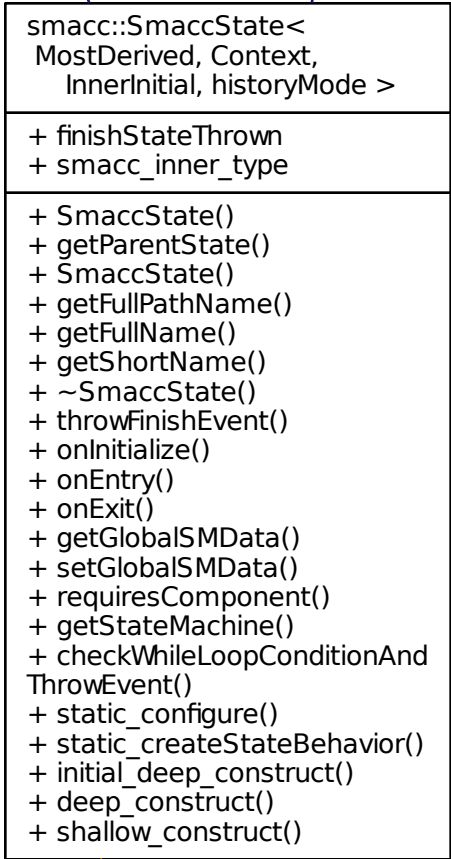 smacc::SmaccState<
MostDerived, Context,
InnerInitial, historyMode >
+ finishStateThrown
+ smacc_inner_type
+ SmaccState()
+ getParentState()
+ SmaccState()
+ getFullPathName()
+ getFullName()
+ getShortName()
+ ~SmaccState()
+ throwFinishEvent()
+ onInitialize()
+ onEntry()
+ onExit()
+ getGlobalSMData()
+ setGlobalSMData()
+ requiresComponent()
+ getStateMachine()
+ checkWhileLoopConditionAnd
ThrowEvent()
+ static_configure()
+ static_createStateBehavior()
+ initial_deep_construct()
+ deep_construct()
+ shallow_construct()